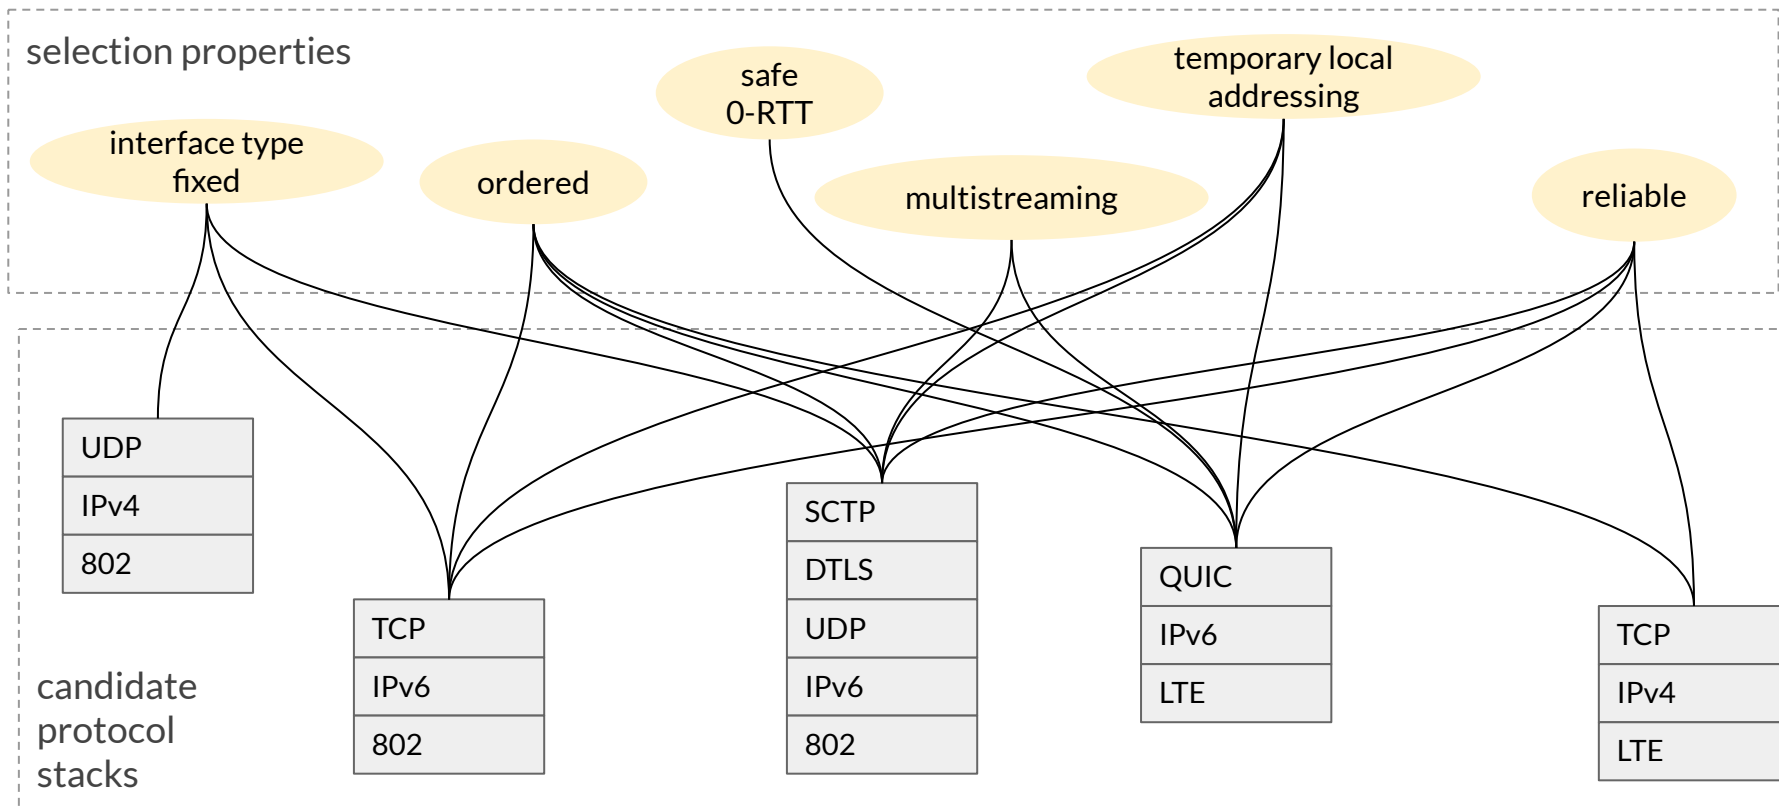 selection properties
safe
0-RTT
temporary local
addressing
interface type
fixed
ordered
multistreaming
reliable
UDP
IPv4
802
TCP
IPv6
802
SCTP
DTLS
UDP
IPv6
802
QUIC
IPv6
LTE
TCP
IPv4
LTE
candidate
protocol
stacks